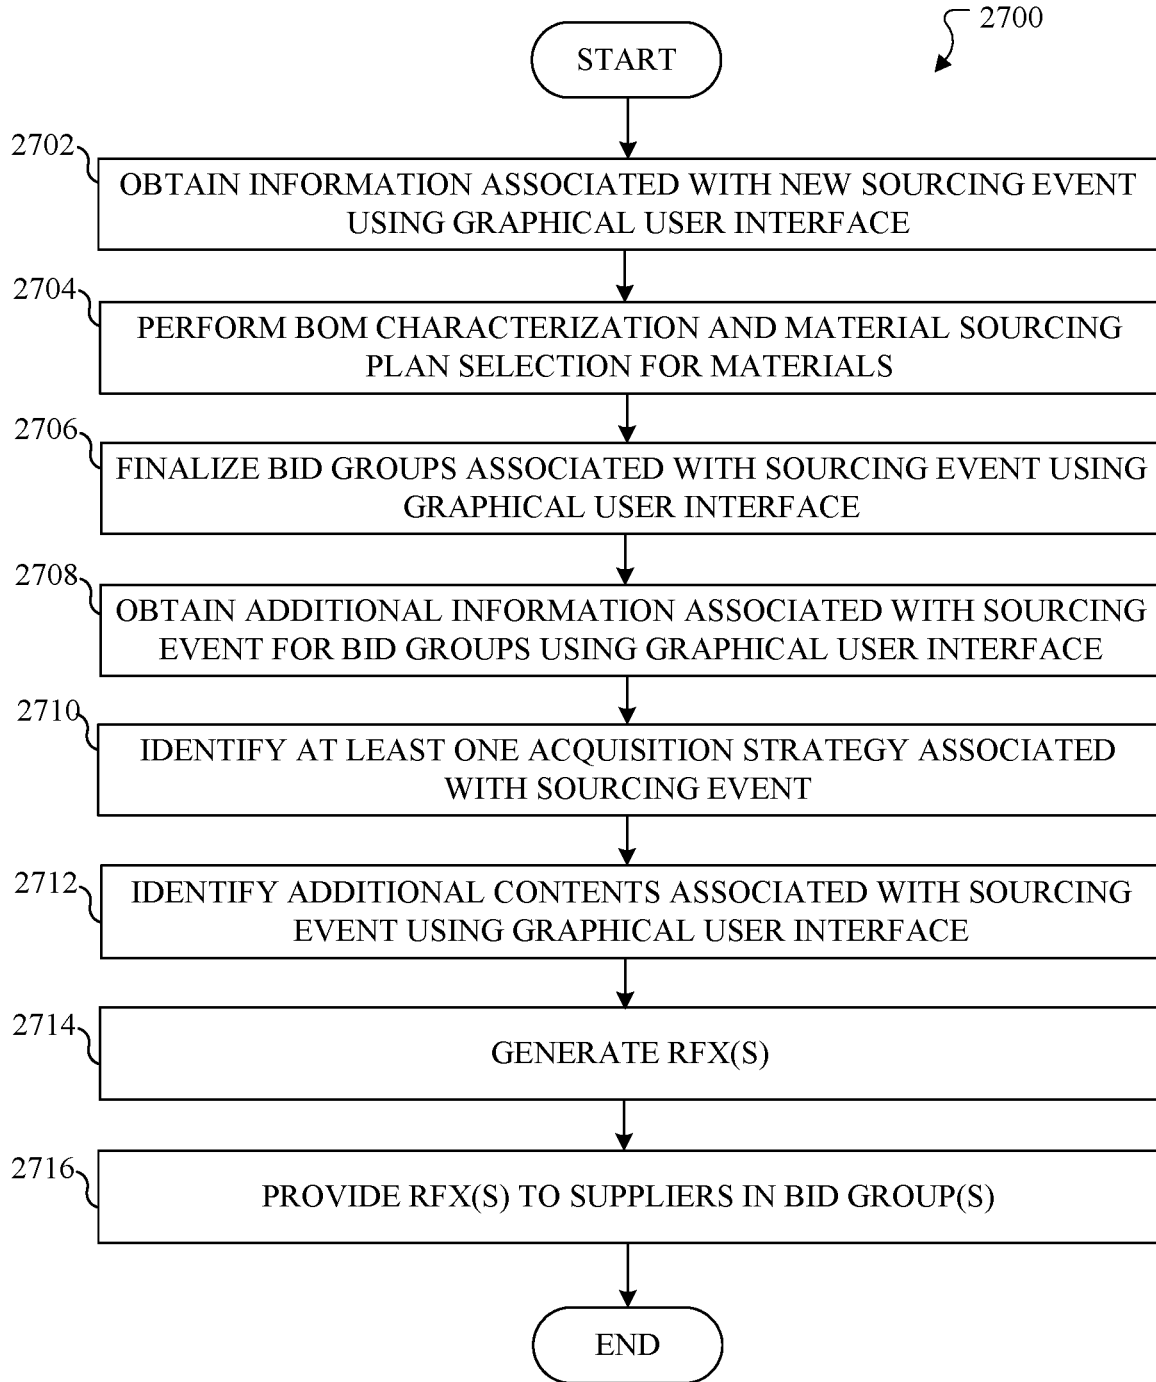 2700
START
2702
OBTAIN INFORMATION ASSOCIATED WITH NEW SOURCING EVENT
USING GRAPHICAL USER INTERFACE
2704
PERFORM BOM CHARACTERIZATION AND MATERIAL SOURCING
PLAN SELECTION FOR MATERIALS
2706
FINALIZE BID GROUPS ASSOCIATED WITH SOURCING EVENT USING
GRAPHICAL USER INTERFACE
2708
OBTAIN ADDITIONAL INFORMATION ASSOCIATED WITH SOURCING
EVENT FOR BID GROUPS USING GRAPHICAL USER INTERFACE
2710
IDENTIFY AT LEAST ONE ACQUISITION STRATEGY ASSOCIATED
WITH SOURCING EVENT
2712
IDENTIFY ADDITIONAL CONTENTS ASSOCIATED WITH SOURCING
EVENT USING GRAPHICAL USER INTERFACE
2714
GENERATE RFX(S)
2716
PROVIDE RFX(S) TO SUPPLIERS IN BID GROUP(S)
END